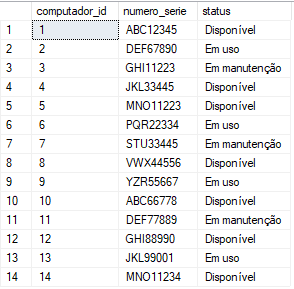 computador_id numero_serie status
1 1 ABC12345 Disponível
2 2 DEF67890 Em uso
3 3 GHI11223 Em manutenção
4 4 JKL33445 Disponível
5 5 MNO11223 Disponível
6 6 PQR22334 Em uso
7 7 STU33445 Em manutenção
8 8 VWX44556 Disponível
9 9 YZR55667 Em uso
10 10 ABC66778 Disponível
11 11 DEF77889 Em manutenção
12 12 GHI88990 Disponível
13 13 JKL99001 Em uso
14 14 MNO11234 Disponível